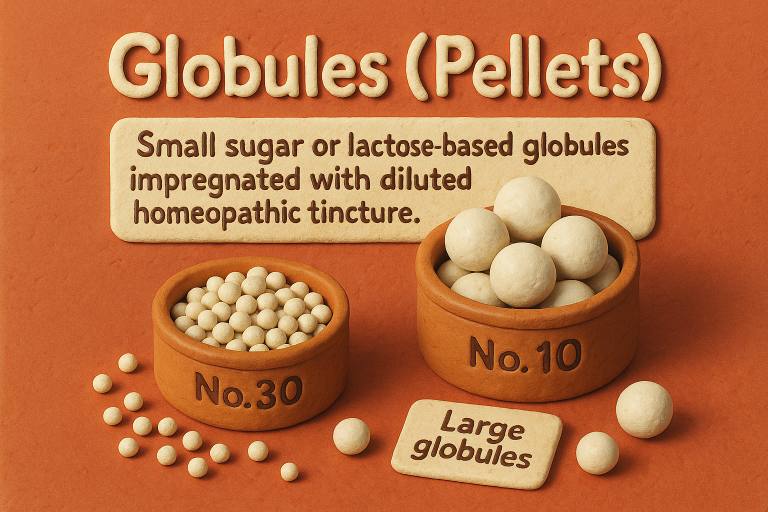 Globules (Pellets)
Small sugar or lactose-based globules
impregnated with diluted
homeopathic tincture.
No.30
No.10
Large
globules